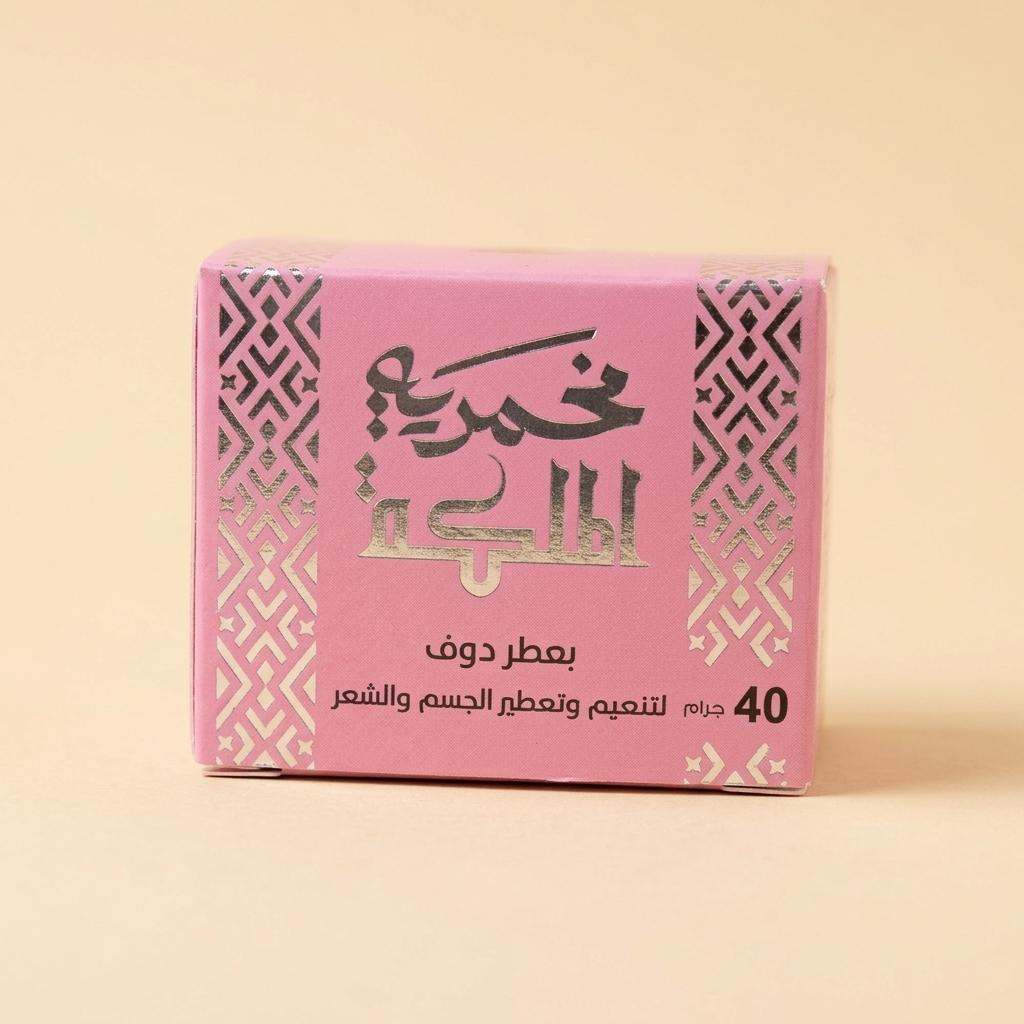 مخمرية
الملكة
بعطر دوف
لتنعيم وتعطير الجسم والشعر
40 جرام